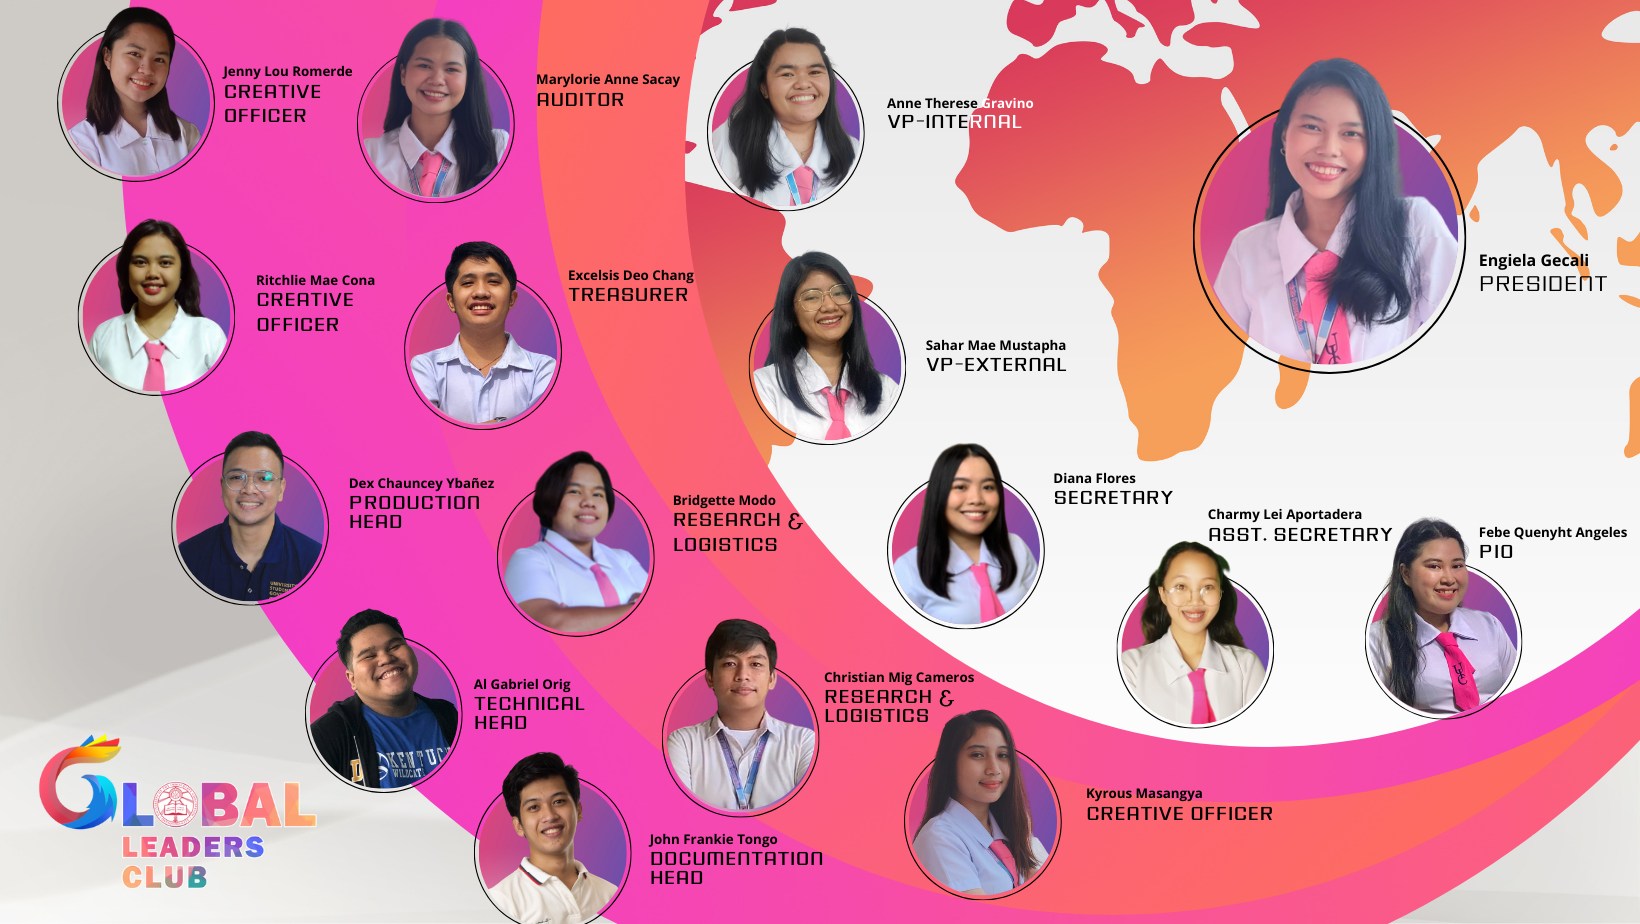 Jenny Lou Romerde
CREATIVE
OFFICER
Marylorie Anne Sacay
AUDITOR
Anne Therese Gravino
VP-INTERNAL
Engiela Gecali
PRESIDENT
Ritchlie Mae Cona
CREATIVE
OFFICER
Excelsis Deo Chang
TREASURER
Sahar Mae Mustapha
VP-EXTERNAL
Dex Chauncey Ybañez
PRODUCTION
HEAD
Bridgette Modo
RESEARCH &
LOGISTICS
Diana Flores
SECRETARY
Charmy Lei Aportadera
ASST. SECRETARY
Febe Quenyht Angeles
PIO
Al Gabriel Orig
TECHNICAL
HEAD
Christian Mig Cameros
RESEARCH &
LOGISTICS
John Frankie Tongo
DOCUMENTATION
HEAD
Kyrous Masangya
CREATIVE OFFICER
GLOBAL
LEADERS
CLUB